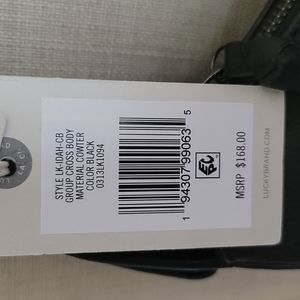 STYLE LK-IDAH-CB
GROUP CROSS BODY
MATERIAL COWTER
COLOR BLACK
0313LK1094
1 94307 99063 5
EC
MSRP $168.00
LUCKYBRAND.COM